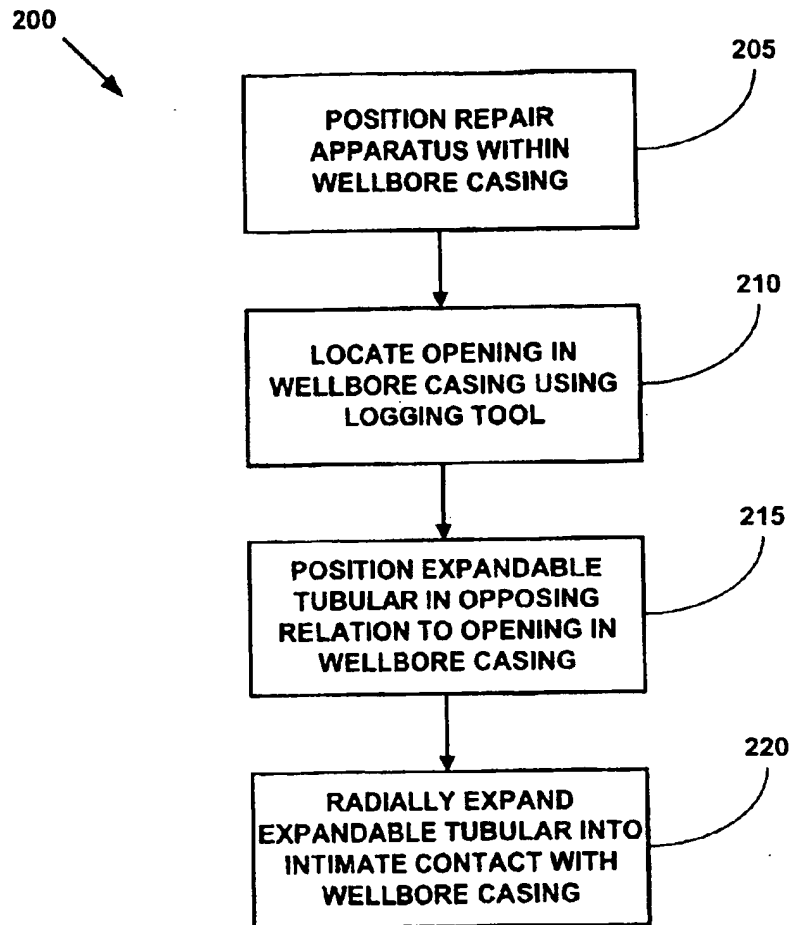 200
205
POSITION REPAIR
APPARATUS WITHIN
WELLBORE CASING
210
LOCATE OPENING IN
WELLBORE CASING USING
LOGGING TOOL
215
POSITION EXPANDABLE
TUBULAR IN OPPOSING
RELATION TO OPENING IN
WELLBORE CASING
220
RADIALLY EXPAND
EXPANDABLE TUBULAR INTO
INTIMATE CONTACT WITH
WELLBORE CASING